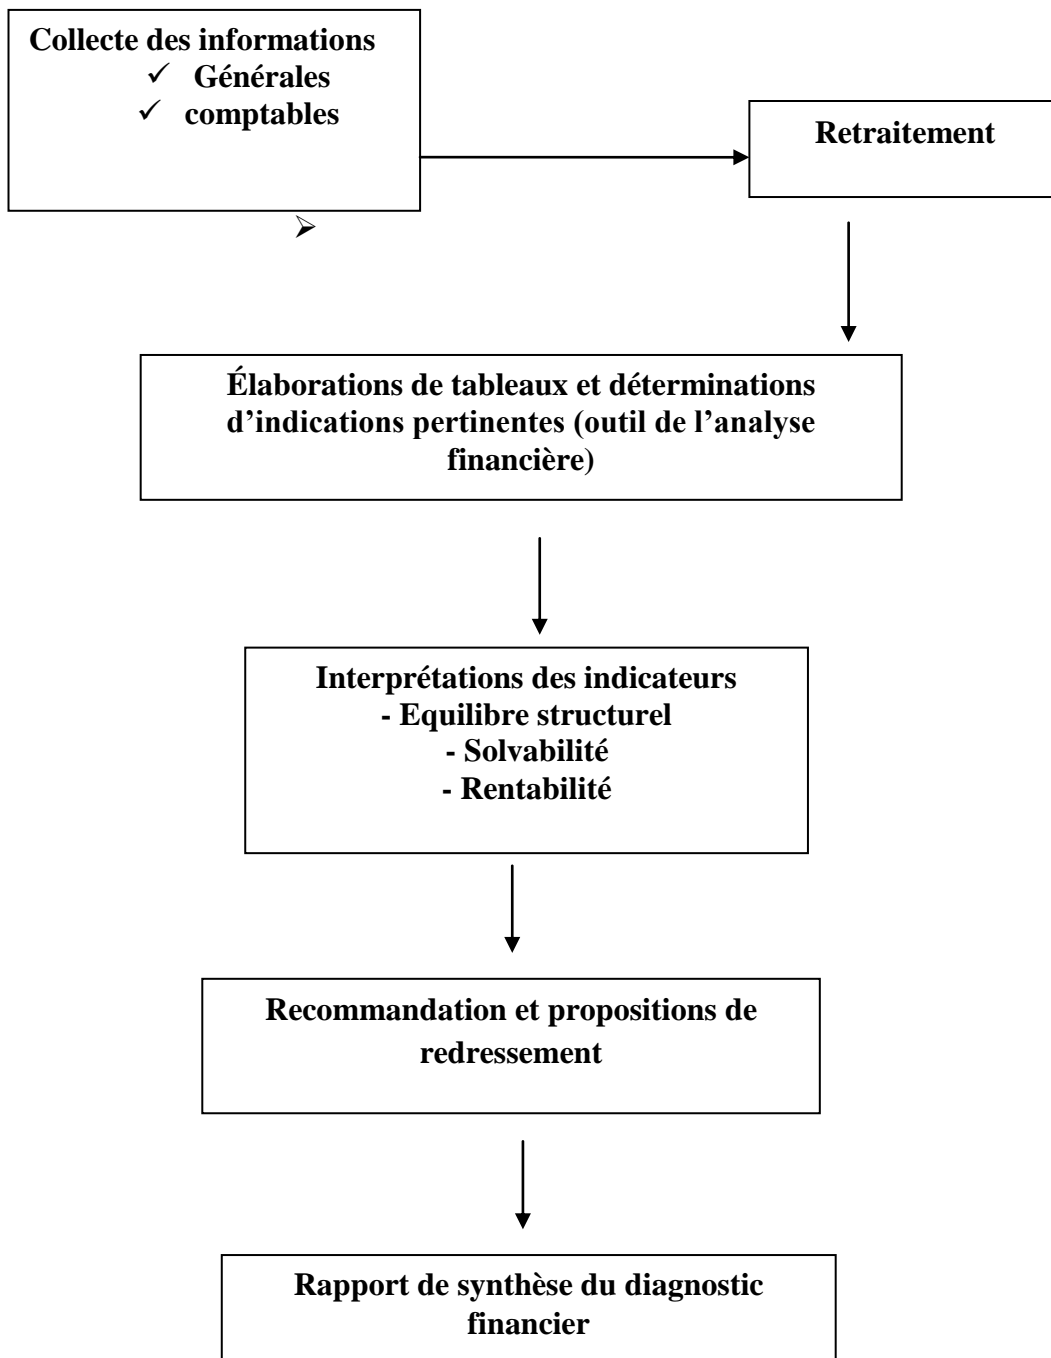 Collecte des informations
✓ Générales
✓ comptables
Retraitement
➢
Élaborations de tableaux et déterminations
d’indications pertinentes (outil de l’analyse
financière)
Interprétations des indicateurs
- Equilibre structurel
- Solvabilité
- Rentabilité
Recommandation et propositions de
redressement
Rapport de synthèse du diagnostic
financier